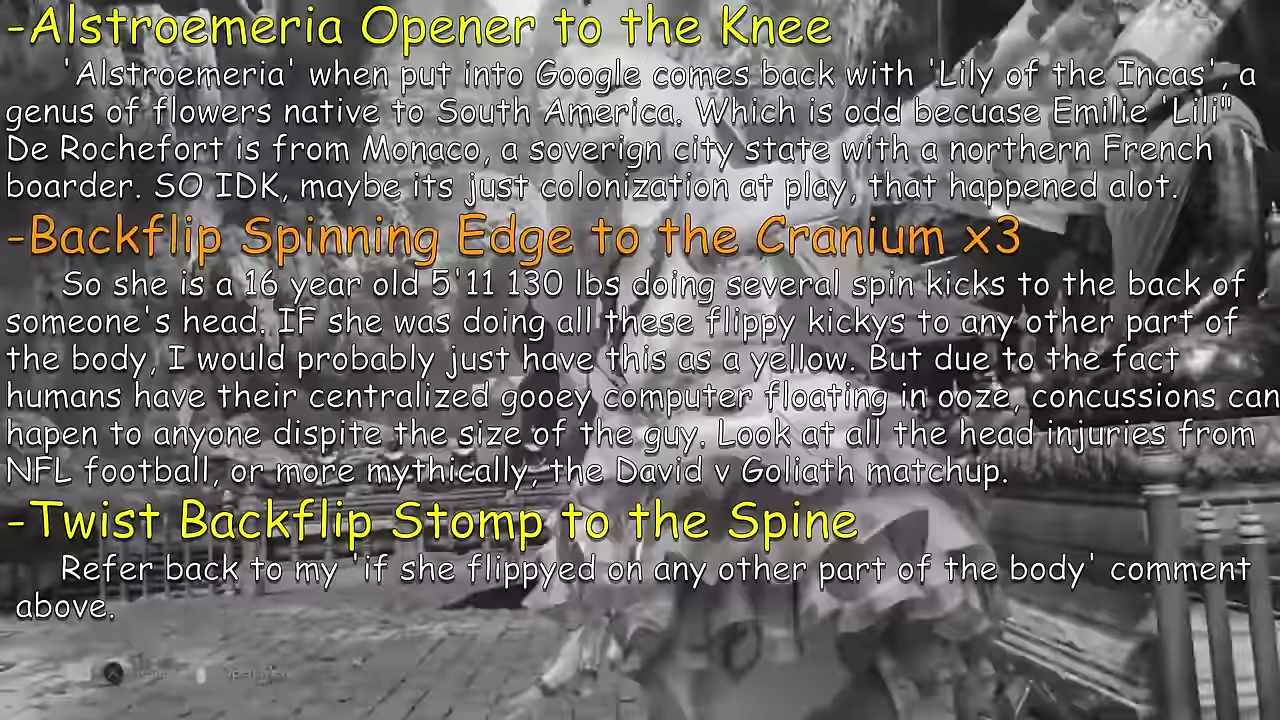 -Alstroemeria Opener to the Knee
'Alstroemeria' when put into Google comes back with 'Lily of the Incas', a
genus of flowers native to South America. Which is odd becuase Emilie 'Lili"
De Rochefort is from Monaco, a soverign city state with a northern French
boarder. SO IDK, maybe its just colonization at play, that happened alot.
-Backflip Spinning Edge to the Cranium x3
So she is a 16 year old 5'11 130 lbs doing several spin kicks to the back of
someone's head. IF she was doing all these flippy kickys to any other part of
the body, I would probably just have this as a yellow. But due to the fact
humans have their centralized gooey computer floating in ooze, concussions can
hapen to anyone dispite the size of the guy. Look at all the head injuries from
NFL football, or more mythically, the David v Goliath matchup.
-Twist Backflip Stomp to the Spine
Refer back to my 'if she flippyed on any other part of the body' comment
above.